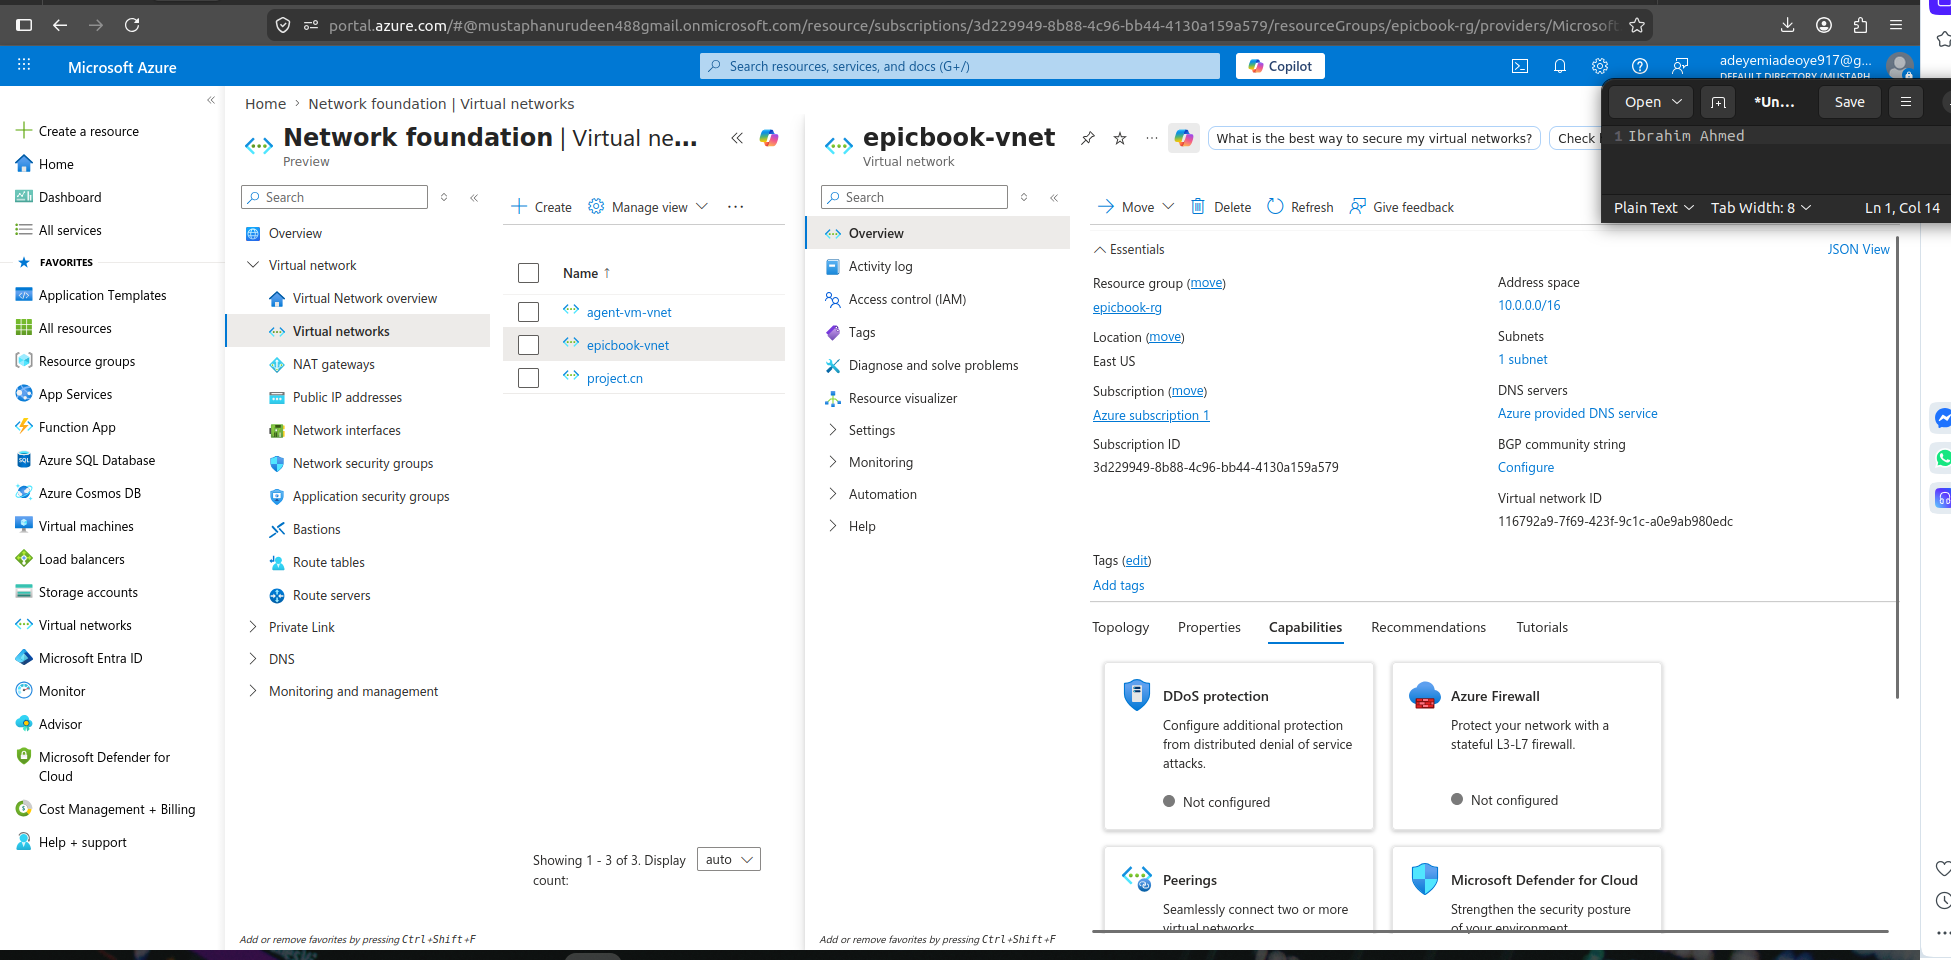 portal.azure.com/#@mustaphanurudeen488gmail.onmicrosoft.com/resource/subscriptions/3d229949-8b88-4c96-bb44-4130a159a579/resourceGroups/epicbook-rg/providers/Microsoft
Microsoft Azure
Search resources, services, and docs (G+/)
Copilot
adeyemiadeoye917@g...
DEFAULT DIRECTORY (MUSTAPH
Create a resource
Home
Dashboard
All services
FAVORITES
Application Templates
All resources
Resource groups
App Services
Function App
Azure SQL Database
Azure Cosmos DB
Virtual machines
Load balancers
Storage accounts
Virtual networks
Microsoft Entra ID
Monitor
Advisor
Microsoft Defender for
Cloud
Cost Management + Billing
Help + support
Home > Network foundation | Virtual networks
Network foundation | Virtual ne...
Preview
Search
Overview
Virtual network
Virtual Network overview
Virtual networks
NAT gateways
Public IP addresses
Network interfaces
Network security groups
Application security groups
Bastions
Route tables
Route servers
Private Link
DNS
Monitoring and management
Add or remove favorites by pressing Ctrl+Shift+F
Create
Manage view
Name ↑
agent-vm-vnet
epicbook-vnet
project.cn
Showing 1 - 3 of 3. Display
count:
auto
epicbook-vnet
Virtual network
What is the best way to secure my virtual networks?
Check
Search
Overview
Activity log
Access control (IAM)
Tags
Diagnose and solve problems
Resource visualizer
Settings
Monitoring
Automation
Help
Add or remove favorites by pressing Ctrl+Shift+F
Move
Delete
Refresh
Give feedback
Essentials
JSON View
Resource group (move)
epicbook-rg
Location (move)
East US
Subscription (move)
Azure subscription 1
Subscription ID
3d229949-8b88-4c96-bb44-4130a159a579
Address space
10.0.0.0/16
Subnets
1 subnet
DNS servers
Azure provided DNS service
BGP community string
Configure
Virtual network ID
116792a9-7f69-423f-9c1c-a0e9ab980edc
Tags (edit)
Add tags
Topology
Properties
Capabilities
Recommendations
Tutorials
DDoS protection
Configure additional protection
from distributed denial of service
attacks.
Not configured
Azure Firewall
Protect your network with a
stateful L3-L7 firewall.
Not configured
Peerings
Seamlessly connect two or more
virtual networks.
Microsoft Defender for Cloud
Strengthen the security posture
of your environment.
Open
*Un...
Save
1 Ibrahim Ahmed
Plain Text
Tab Width: 8
Ln 1, Col 14